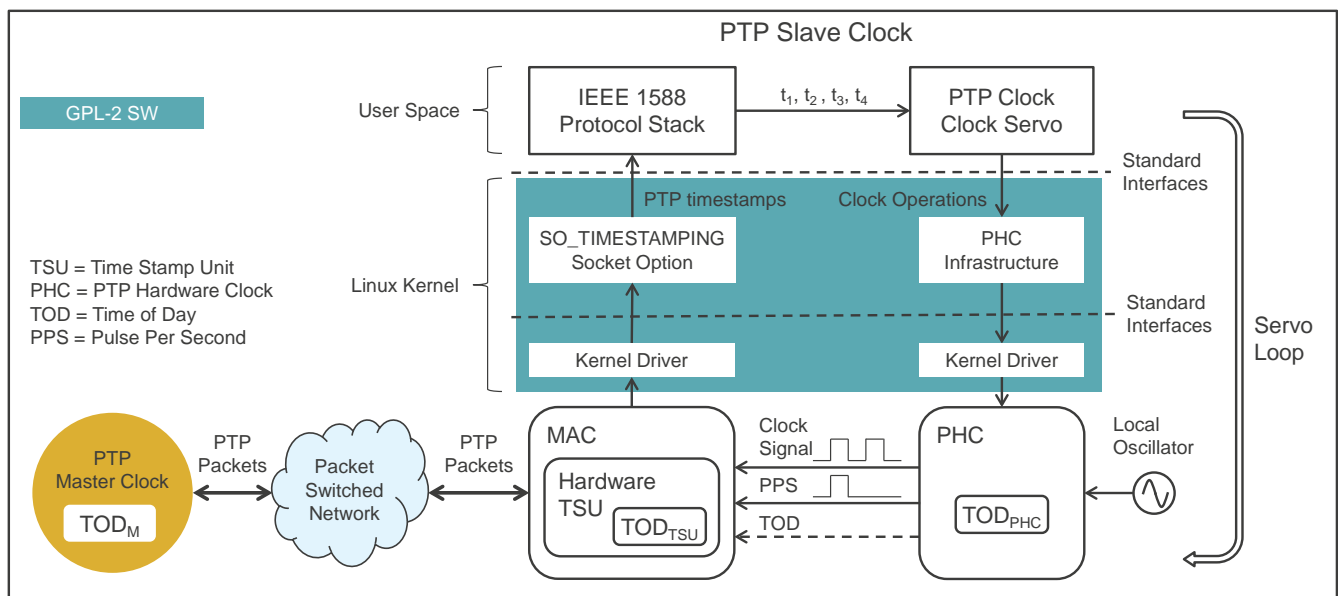 PTP Slave Clock
GPL-2 SW
User Space
IEEE 1588
Protocol Stack
t1, t2 , t3, t4
PTP Clock
Clock Servo
Standard
Interfaces
PTP timestamps
Clock Operations
SO_TIMESTAMPING
Socket Option
PHC
Infrastructure
Linux Kernel
TSU = Time Stamp Unit
PHC = PTP Hardware Clock
TOD = Time of Day
PPS = Pulse Per Second
Standard
Interfaces
Servo
Loop
Kernel Driver
Kernel Driver
PTP
Master Clock
TODM
PTP
Packets
Packet
Switched
Network
PTP
Packets
MAC
Hardware
TSU
TODTSU
Clock
Signal
PPS
TOD
PHC
TODPHC
Local
Oscillator